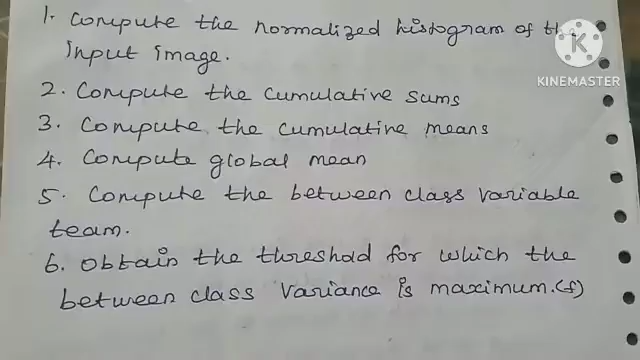 1. Compute the normalized histogram of the
input image.
KINEMASTER
2. Compute the cumulative sums
3. Compute the cumulative means
4. Compute global mean
5. Compute the between class variable
team.
6. Obtain the threshold for which the
between class variance is maximum.(f)